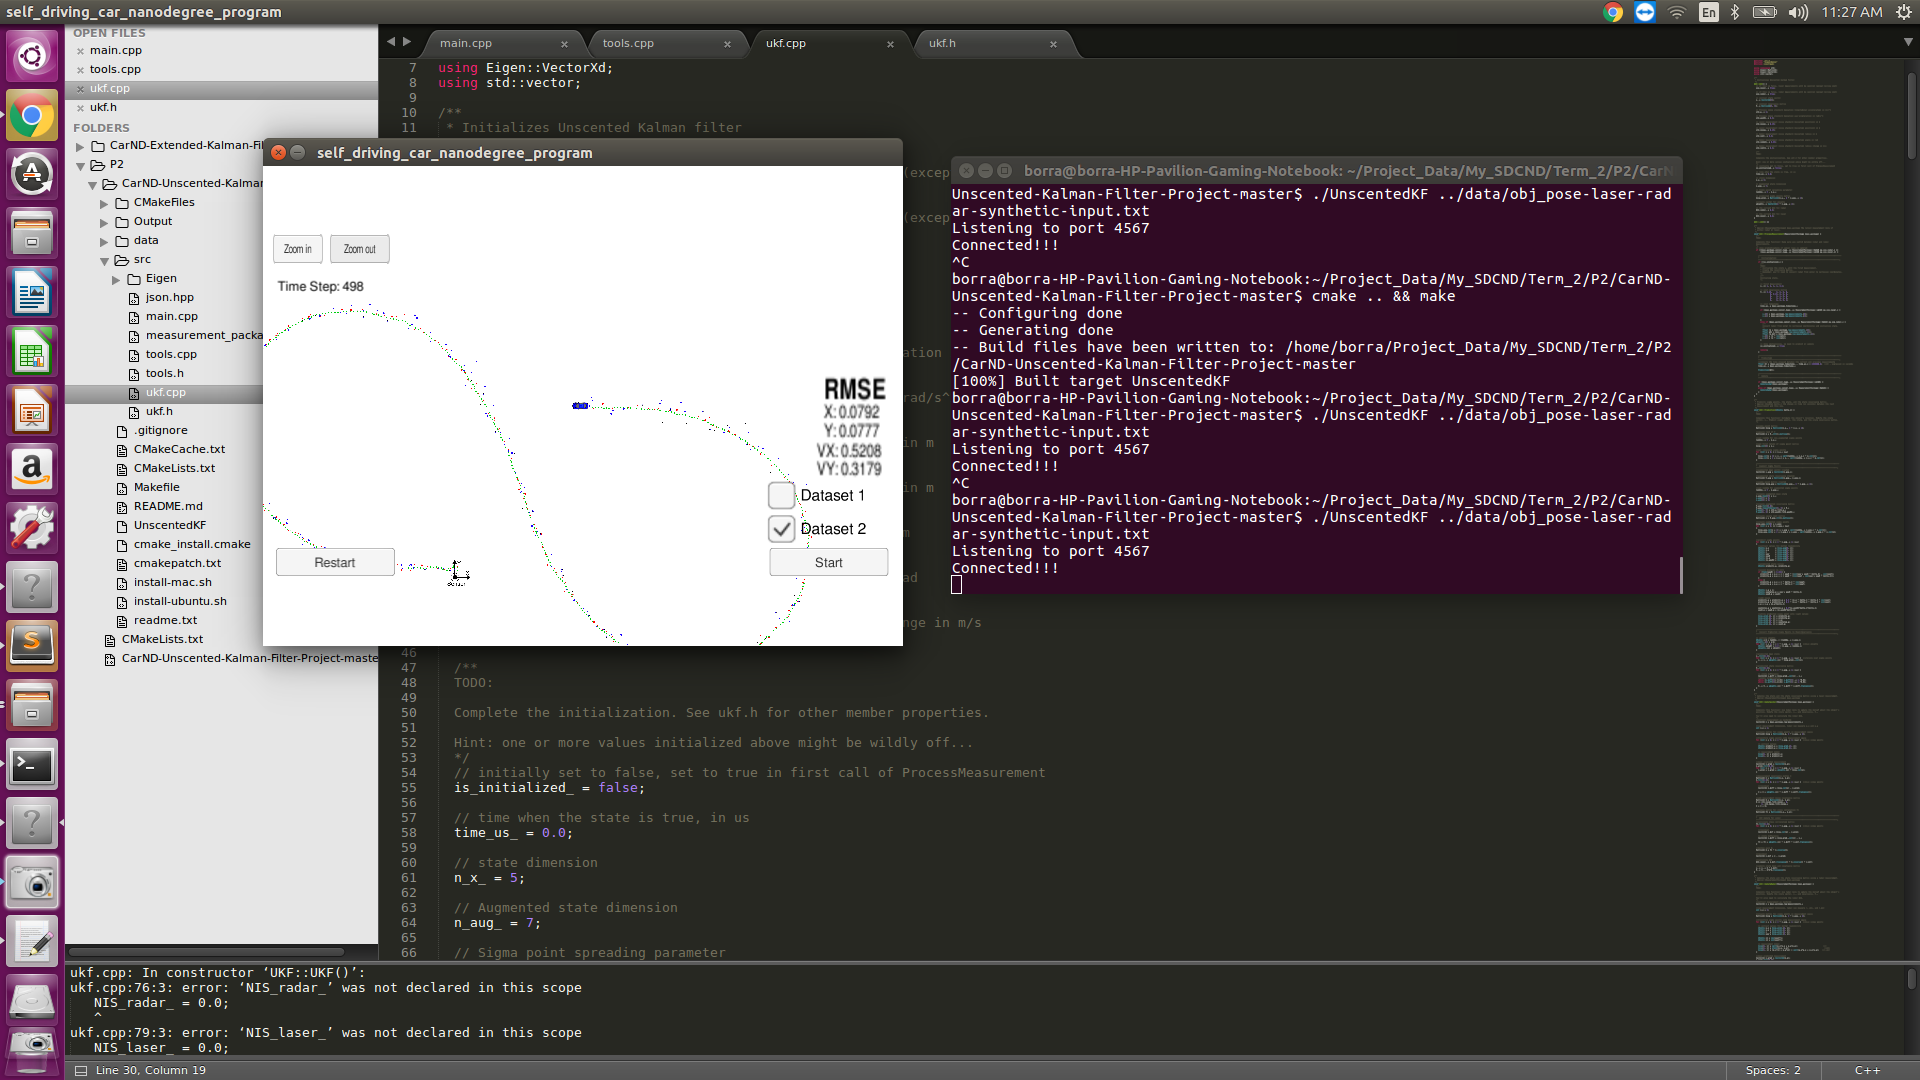 self_driving_car_nanodegree_program
En
11:27 AM
OPEN FILES
main.cpp
tools.cpp
ukf.cpp
ukf.h
FOLDERS
CarND-Extended-Kalman-Fi
P2
CarND-Unscented-Kalman
CMakeFiles
Output
data
src
Eigen
json.hpp
main.cpp
measurement_packa
tools.cpp
tools.h
ukf.cpp
ukf.h
.gitignore
CMakeCache.txt
CMakeLists.txt
Makefile
README.md
UnscentedKF
cmake_install.cmake
cmakepatch.txt
install-mac.sh
install-ubuntu.sh
readme.txt
CMakeLists.txt
CarND-Unscented-Kalman-Filter-Project-maste
main.cpp
tools.cpp
ukf.cpp
ukf.h
7 using Eigen::VectorXd;
8 using std::vector;
9
10 /**
11 * Initializes Unscented Kalman filter
(excep
(excep
ation
rad/s^
in m
in m
m
ad
nge in m/s
46
47 /**
48 TODO:
49
50 Complete the initialization. See ukf.h for other member properties.
51
52 Hint: one or more values initialized above might be wildly off...
53 */
54 // initially set to false, set to true in first call of ProcessMeasurement
55 is_initialized_ = false;
56
57 // time when the state is true, in us
58 time_us_ = 0.0;
59
60 // state dimension
61 n_x_ = 5;
62
63 // Augmented state dimension
64 n_aug_ = 7;
65
66 // Sigma point spreading parameter
self_driving_car_nanodegree_program
Zoom in
Zoom out
Time Step: 498
RMSE
X: 0.0792
Y: 0.0777
VX: 0.5208
VY: 0.3179
Dataset 1
Dataset 2
Restart
Start
borra@borra-HP-Pavilion-Gaming-Notebook: ~/Project_Data/My_SDCND/Term_2/P2/CarN
Unscented-Kalman-Filter-Project-master$ ./UnscentedKF ../data/obj_pose-laser-rad
ar-synthetic-input.txt
Listening to port 4567
Connected!!!
^C
borra@borra-HP-Pavilion-Gaming-Notebook:~/Project_Data/My_SDCND/Term_2/P2/CarND-
Unscented-Kalman-Filter-Project-master$ cmake .. && make
-- Configuring done
-- Generating done
-- Build files have been written to: /home/borra/Project_Data/My_SDCND/Term_2/P2
/CarND-Unscented-Kalman-Filter-Project-master
[100%] Built target UnscentedKF
borra@borra-HP-Pavilion-Gaming-Notebook:~/Project_Data/My_SDCND/Term_2/P2/CarND-
Unscented-Kalman-Filter-Project-master$ ./UnscentedKF ../data/obj_pose-laser-rad
ar-synthetic-input.txt
Listening to port 4567
Connected!!!
^C
borra@borra-HP-Pavilion-Gaming-Notebook:~/Project_Data/My_SDCND/Term_2/P2/CarND-
Unscented-Kalman-Filter-Project-master$ ./UnscentedKF ../data/obj_pose-laser-rad
ar-synthetic-input.txt
Listening to port 4567
Connected!!!
ukf.cpp: In constructor ‘UKF::UKF()’:
ukf.cpp:76:3: error: ‘NIS_radar_’ was not declared in this scope
NIS_radar_ = 0.0;
^
ukf.cpp:79:3: error: ‘NIS_laser_’ was not declared in this scope
NIS_laser_ = 0.0;
Line 30, Column 19
Spaces: 2
C++